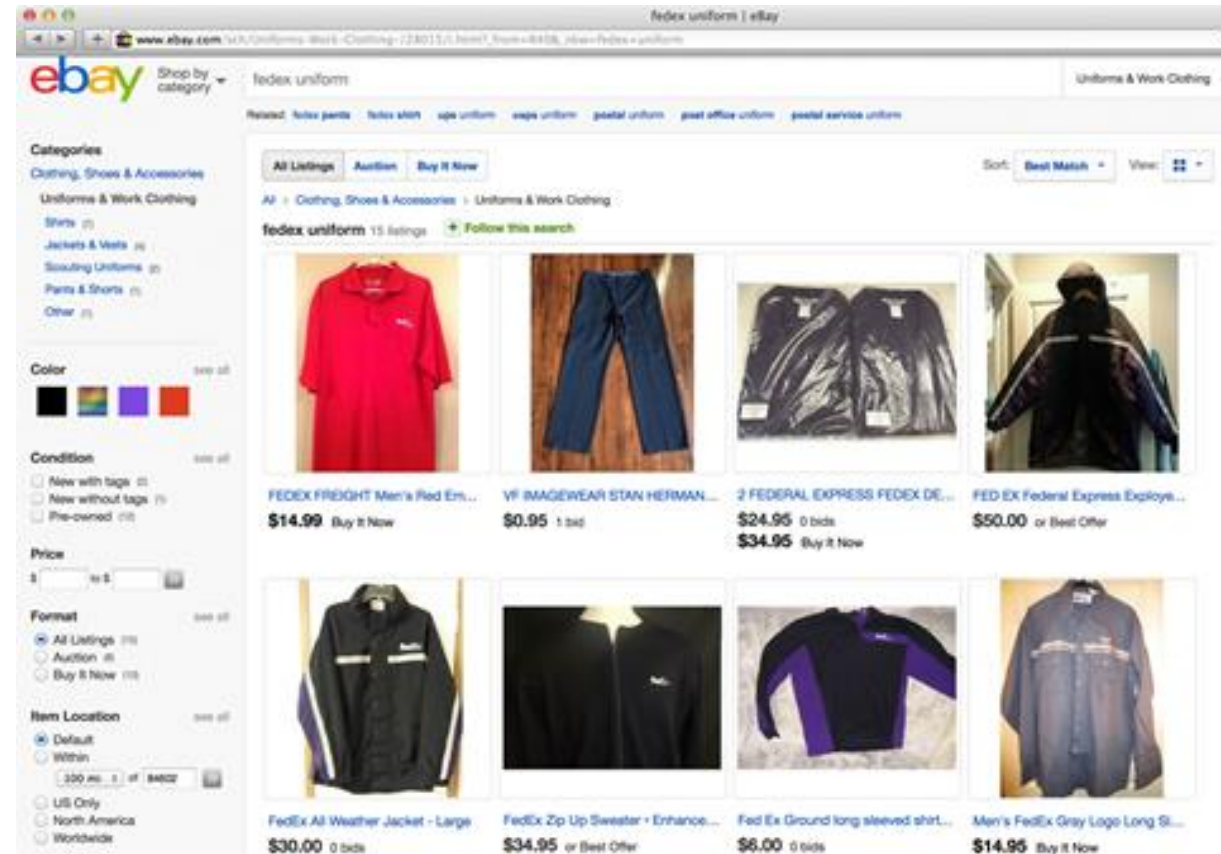 fedex uniform | eBay
www.ebay.com
ebay Shop by category
fedex uniform
Uniforms & Work Clothing
Related: fedex pants fedex shirt ups uniform usps uniform postal uniform post office uniform postal service uniform
Categories
Clothing, Shoes & Accessories
Uniforms & Work Clothing
Shirts
Jackets & Vests
Scouting Uniforms
Pants & Shorts
Other
Color see all
Condition see all
New with tags
New without tags
Pre-owned
Price
$ to $
Format see all
All Listings
Auction
Buy It Now
Item Location see all
Default
Within
100 mi. of 84602
US Only
North America
Worldwide
All Listings Auction Buy It Now
Sort: Best Match View:
All > Clothing, Shoes & Accessories > Uniforms & Work Clothing
fedex uniform 15 listings + Follow this search
FEDEX FREIGHT Men's Red Em...
$14.99 Buy It Now
VF IMAGEWEAR STAN HERMAN...
$0.95 1 bid
2 FEDERAL EXPRESS FEDEX DE...
$24.95 0 bids
$34.95 Buy It Now
FED EX Federal Express Exploye...
$50.00 or Best Offer
FedEx All Weather Jacket - Large
$30.00 0 bids
FedEx Zip Up Sweater - Enhance...
$34.95 or Best Offer
Fed Ex Ground long sleeved shirt...
$6.00 0 bids
Men's FedEx Gray Logo Long Sl...
$14.95 Buy It Now